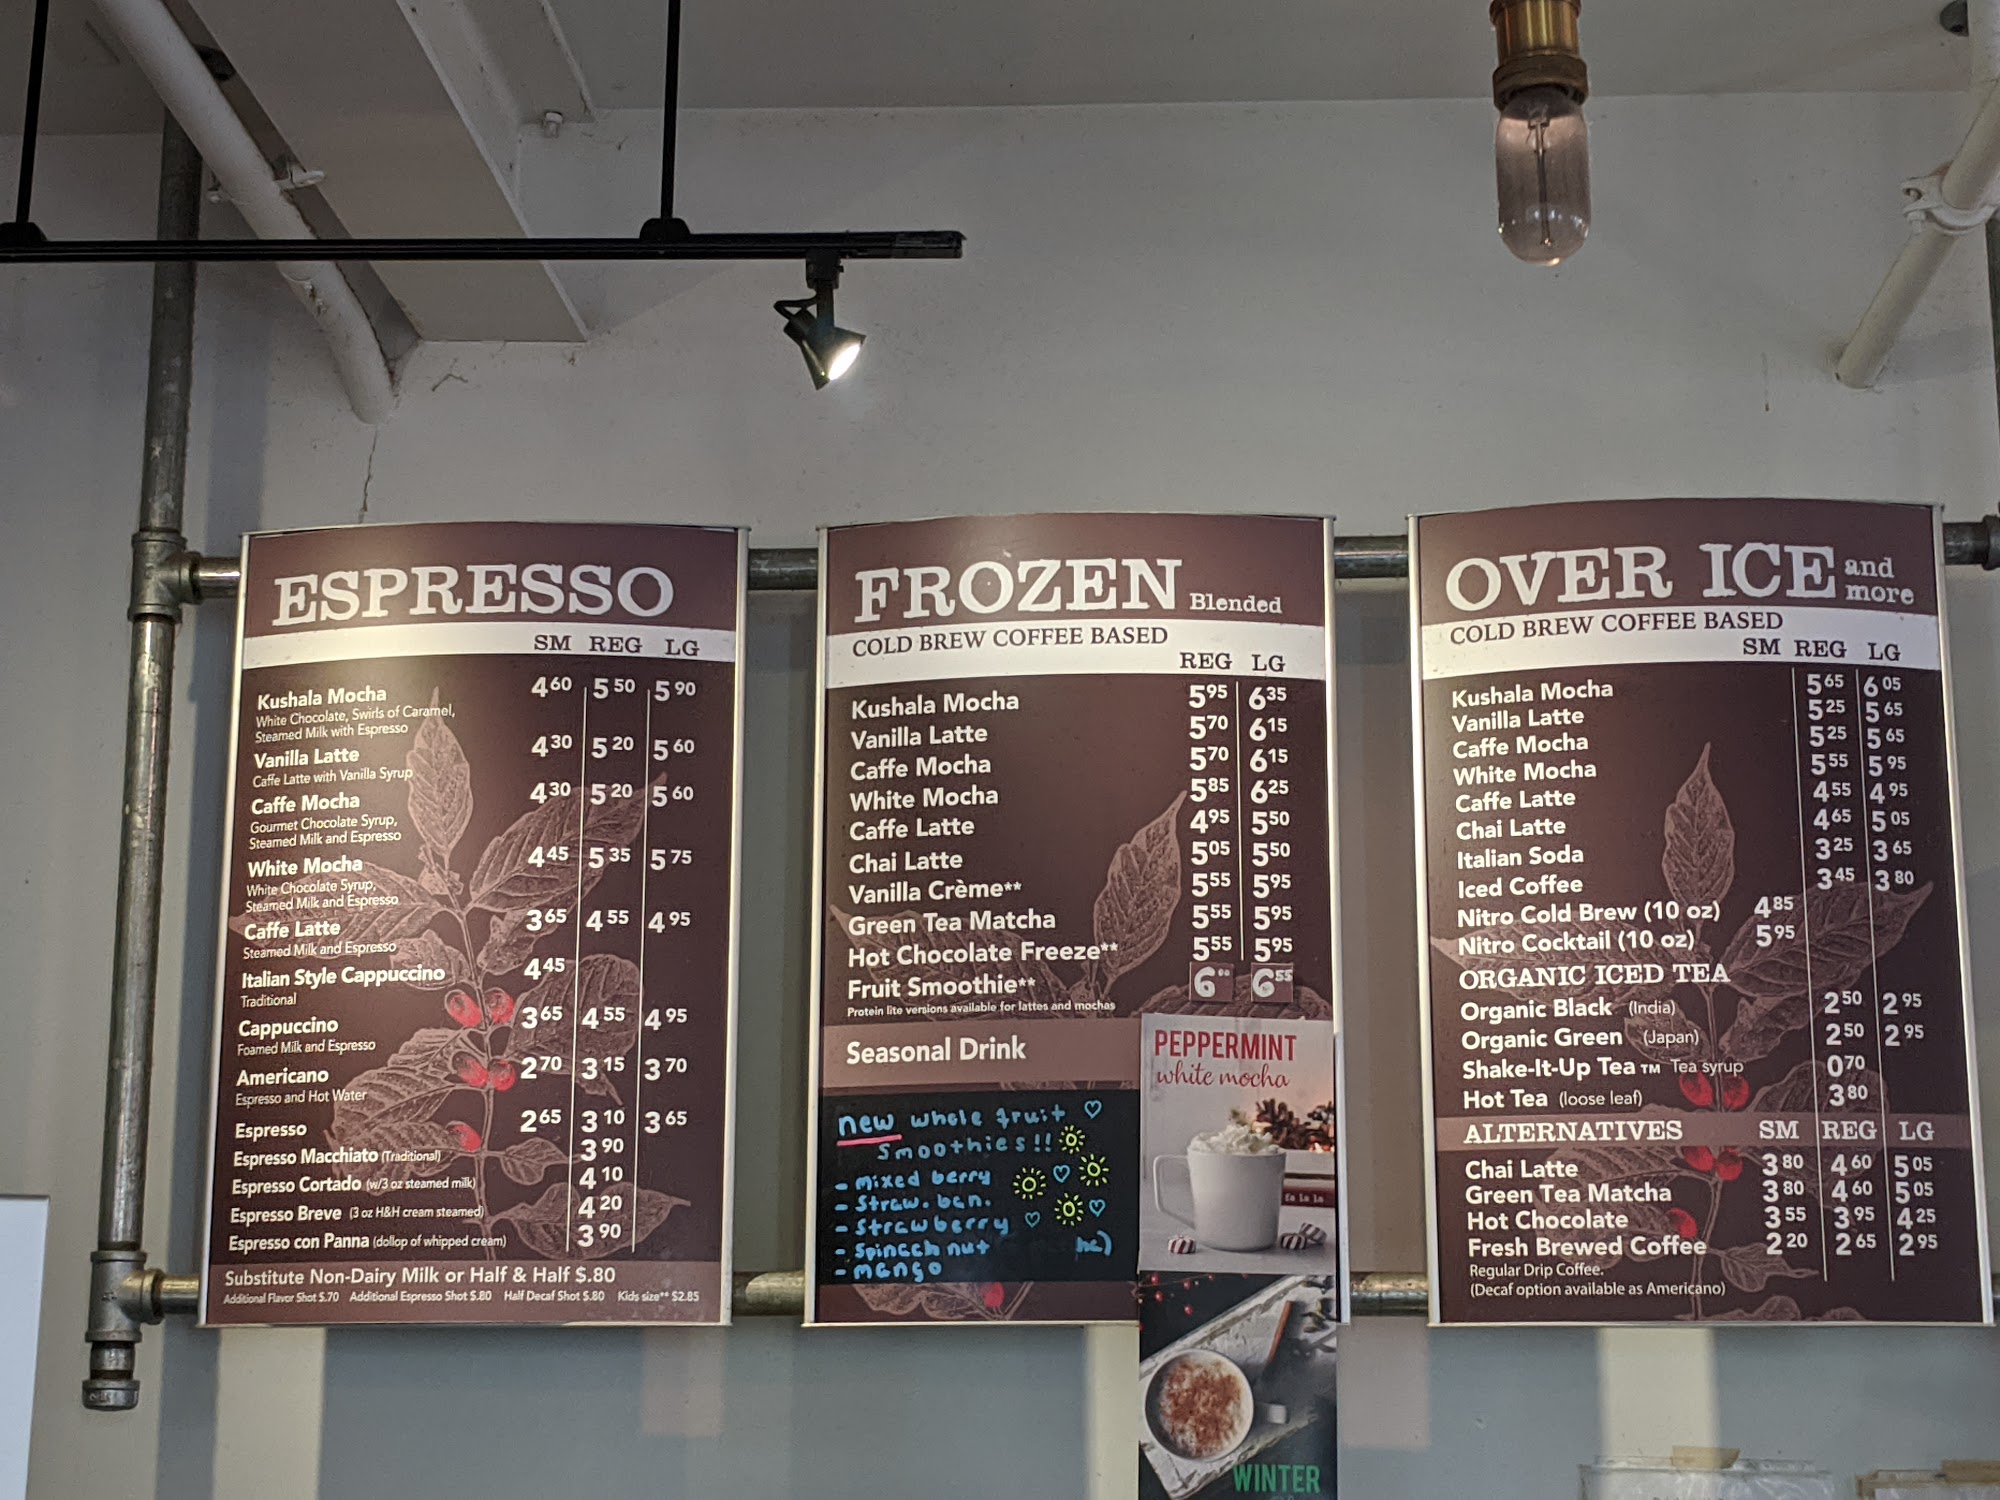 ESPRESSO
SM REG LG
Kushala Mocha 4.60 5.50 5.90
White Chocolate, Swirls of Caramel,
Steamed Milk with Espresso
Vanilla Latte 4.30 5.20 5.60
Caffe Latte with Vanilla Syrup
Caffe Mocha 4.30 5.20 5.60
Gourmet Chocolate Syrup,
Steamed Milk and Espresso
White Mocha 4.45 5.35 5.75
White Chocolate Syrup,
Steamed Milk and Espresso
Caffe Latte 3.65 4.55 4.95
Steamed Milk and Espresso
Italian Style Cappuccino 4.45
Traditional
Cappuccino 3.65 4.55 4.95
Foamed Milk and Espresso
Americano 2.70 3.15 3.70
Espresso and Hot Water
Espresso 2.65 3.10 3.65
Espresso Macchiato (Traditional) 3.90
Espresso Cortado (w/3 oz steamed milk) 4.10
Espresso Breve (3 oz H&H cream steamed) 4.20
Espresso con Panna (dollop of whipped cream) 3.90
Substitute Non-Dairy Milk or Half & Half $.80
Additional Flavor Shot $.70 Additional Espresso Shot $.80 Half Decaf Shot $.80 Kids size** $2.85
FROZEN Blended
COLD BREW COFFEE BASED
REG LG
Kushala Mocha 5.95 6.35
Vanilla Latte 5.70 6.15
Caffe Mocha 5.70 6.15
White Mocha 5.85 6.25
Caffe Latte 4.95 5.50
Chai Latte 5.05 5.50
Vanilla Crème** 5.55 5.95
Green Tea Matcha 5.55 5.95
Hot Chocolate Freeze** 5.55 5.95
Fruit Smoothie** 6.00 6.55
Protein lite versions available for lattes and mochas
Seasonal Drink
new whole fruit
smoothies!!
- mixed berry
- straw. ban.
- strawberry
- spinach nut
- mango
PEPPERMINT
white mocha
fa la la
WINTER
OVER ICE and more
COLD BREW COFFEE BASED
SM REG LG
Kushala Mocha 5.65 6.05
Vanilla Latte 5.25 5.65
Caffe Mocha 5.25 5.65
White Mocha 5.55 5.95
Caffe Latte 4.55 4.95
Chai Latte 4.65 5.05
Italian Soda 3.25 3.65
Iced Coffee 3.45 3.80
Nitro Cold Brew (10 oz) 4.85
Nitro Cocktail (10 oz) 5.95
ORGANIC ICED TEA
Organic Black (India) 2.50 2.95
Organic Green (Japan) 2.50 2.95
Shake-It-Up Tea TM Tea syrup 0.70
Hot Tea (loose leaf) 3.80
ALTERNATIVES SM REG LG
Chai Latte 3.80 4.60 5.05
Green Tea Matcha 3.80 4.60 5.05
Hot Chocolate 3.55 3.95 4.25
Fresh Brewed Coffee 2.20 2.65 2.95
Regular Drip Coffee.
(Decaf option available as Americano)